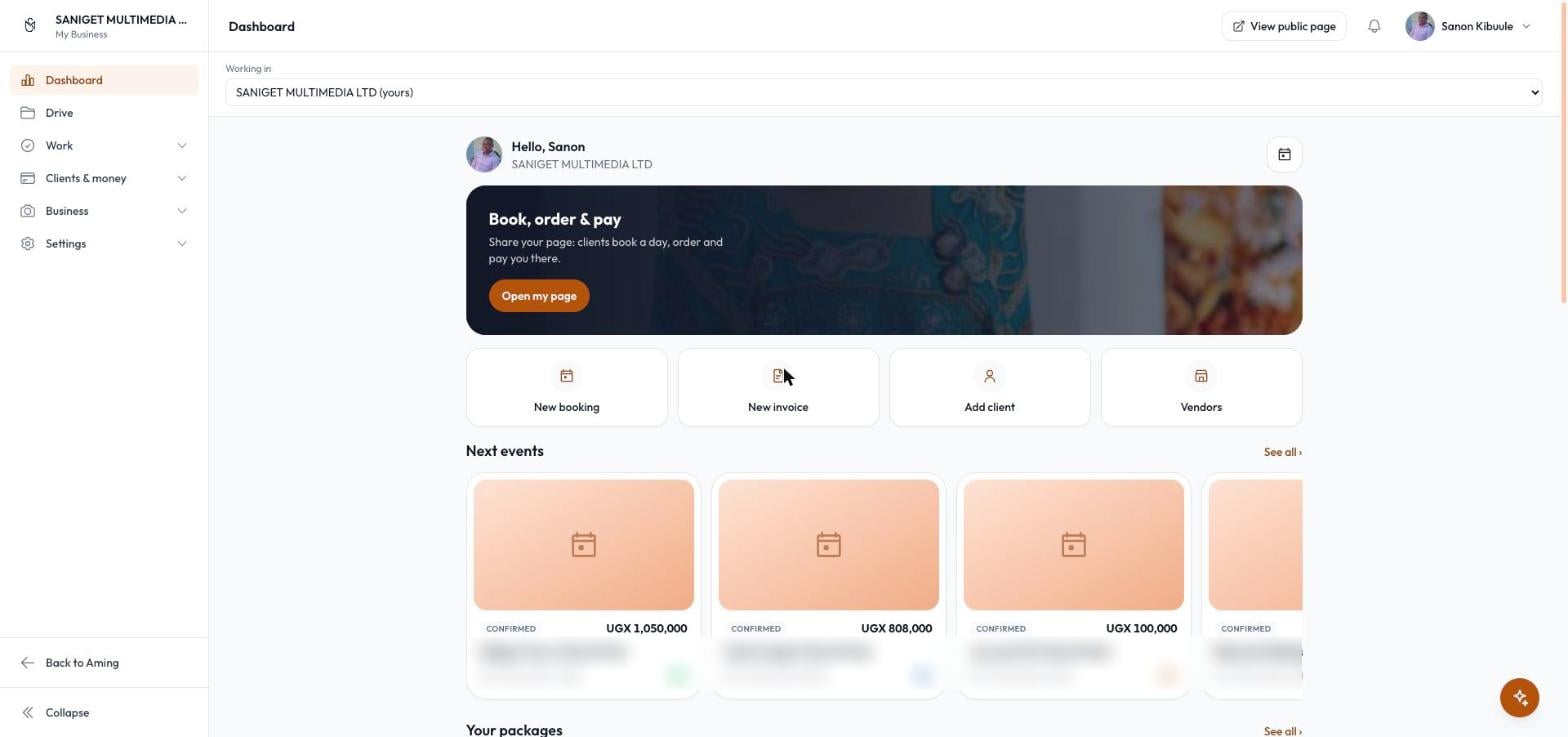 SANIGET MULTIMEDIA ...
My Business
Dashboard
Drive
Work
Clients & money
Business
Settings
Back to Aming
Collapse
Dashboard
View public page
Sanon Kibuule
Working in
SANIGET MULTIMEDIA LTD (yours)
Hello, Sanon
SANIGET MULTIMEDIA LTD
Book, order & pay
Share your page: clients book a day, order and
pay you there.
Open my page
New booking
New invoice
Add client
Vendors
Next events
See all ›
CONFIRMED
UGX 1,050,000
CONFIRMED
UGX 808,000
CONFIRMED
UGX 100,000
CONFIRMED
Your packages
See all ›